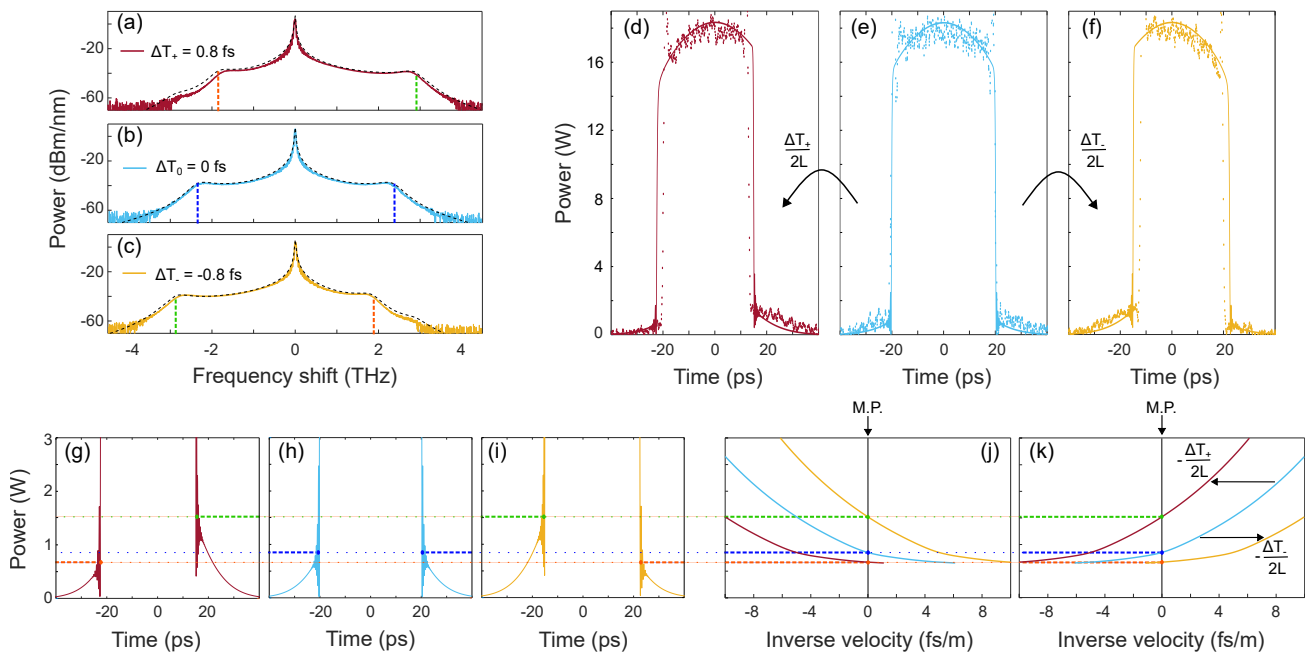 (a)
ΔT₊ = 0.8 fs
-20
-60
(b)
ΔT₀ = 0 fs
-20
-60
(c)
ΔT₋ = -0.8 fs
-20
-60
-4 -2 0 2 4
Frequency shift (THz)
Power (dBm/nm)
(d) (e) (f)
16
12
8
4
0
Power (W)
ΔT₊
2L
ΔT₋
2L
-20 0 20
-20 0 20
-20 0 20
Time (ps) Time (ps) Time (ps)
M.P. M.P.
(g) (h) (i) (j) (k)
3
2
1
0
Power (W)
- ΔT₊
2L
- ΔT₋
2L
-20 0 20
-20 0 20
-20 0 20
-8 -4 0 4 8
-8 -4 0 4 8
Time (ps) Time (ps) Time (ps) Inverse velocity (fs/m) Inverse velocity (fs/m)